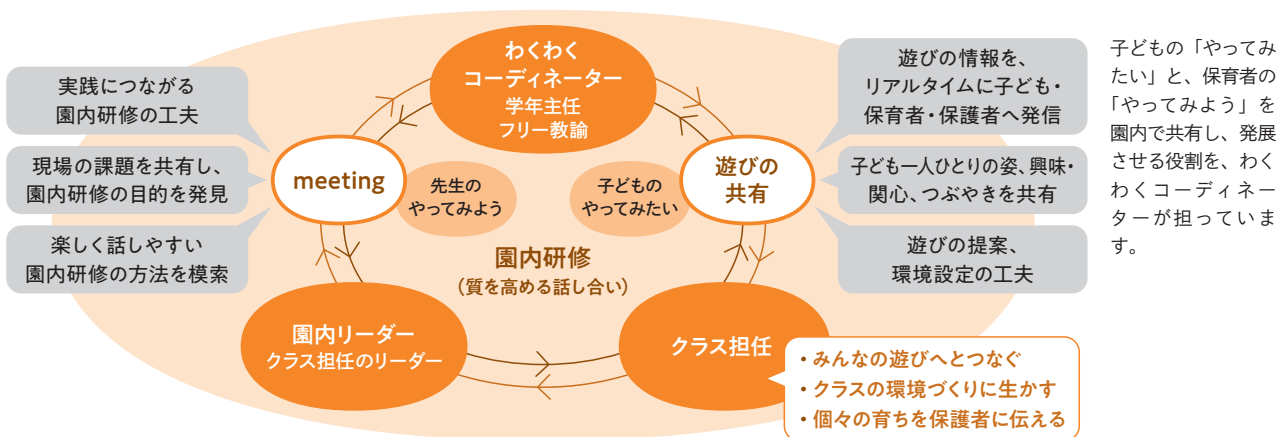 わくわく
コーディネーター
学年主任
フリー教諭
実践につながる
園内研修の工夫
現場の課題を共有し、
園内研修の目的を発見
楽しく話しやすい
園内研修の方法を模索
meeting
先生の
やってみよう
子どもの
やってみたい
遊びの
共有
遊びの情報を、
リアルタイムに子ども・
保育者・保護者へ発信
子ども一人ひとりの姿、興味・
関心、つぶやきを共有
遊びの提案、
環境設定の工夫
園内研修
（質を高める話し合い）
園内リーダー
クラス担任のリーダー
クラス担任
・みんなの遊びへとつなぐ
・クラスの環境づくりに生かす
・個々の育ちを保護者に伝える
子どもの「やってみ
たい」と、保育者の
「やってみよう」を
園内で共有し、発展
させる役割を、わく
わくコーディネー
ターが担っていま
す。